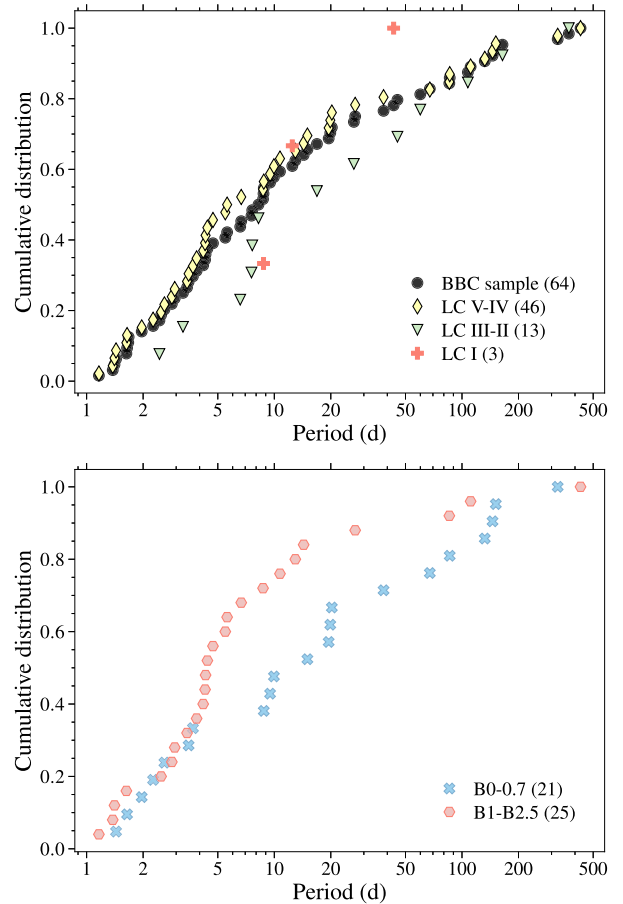 1.0
0.8
0.6
0.4
0.2
0.0
Cumulative distribution
BBC sample (64)
LC V-IV (46)
LC III-II (13)
LC I (3)
1 2 5 10 20 50 100 200 500
Period (d)
1.0
0.8
0.6
0.4
0.2
0.0
Cumulative distribution
B0-0.7 (21)
B1-B2.5 (25)
1 2 5 10 20 50 100 200 500
Period (d)